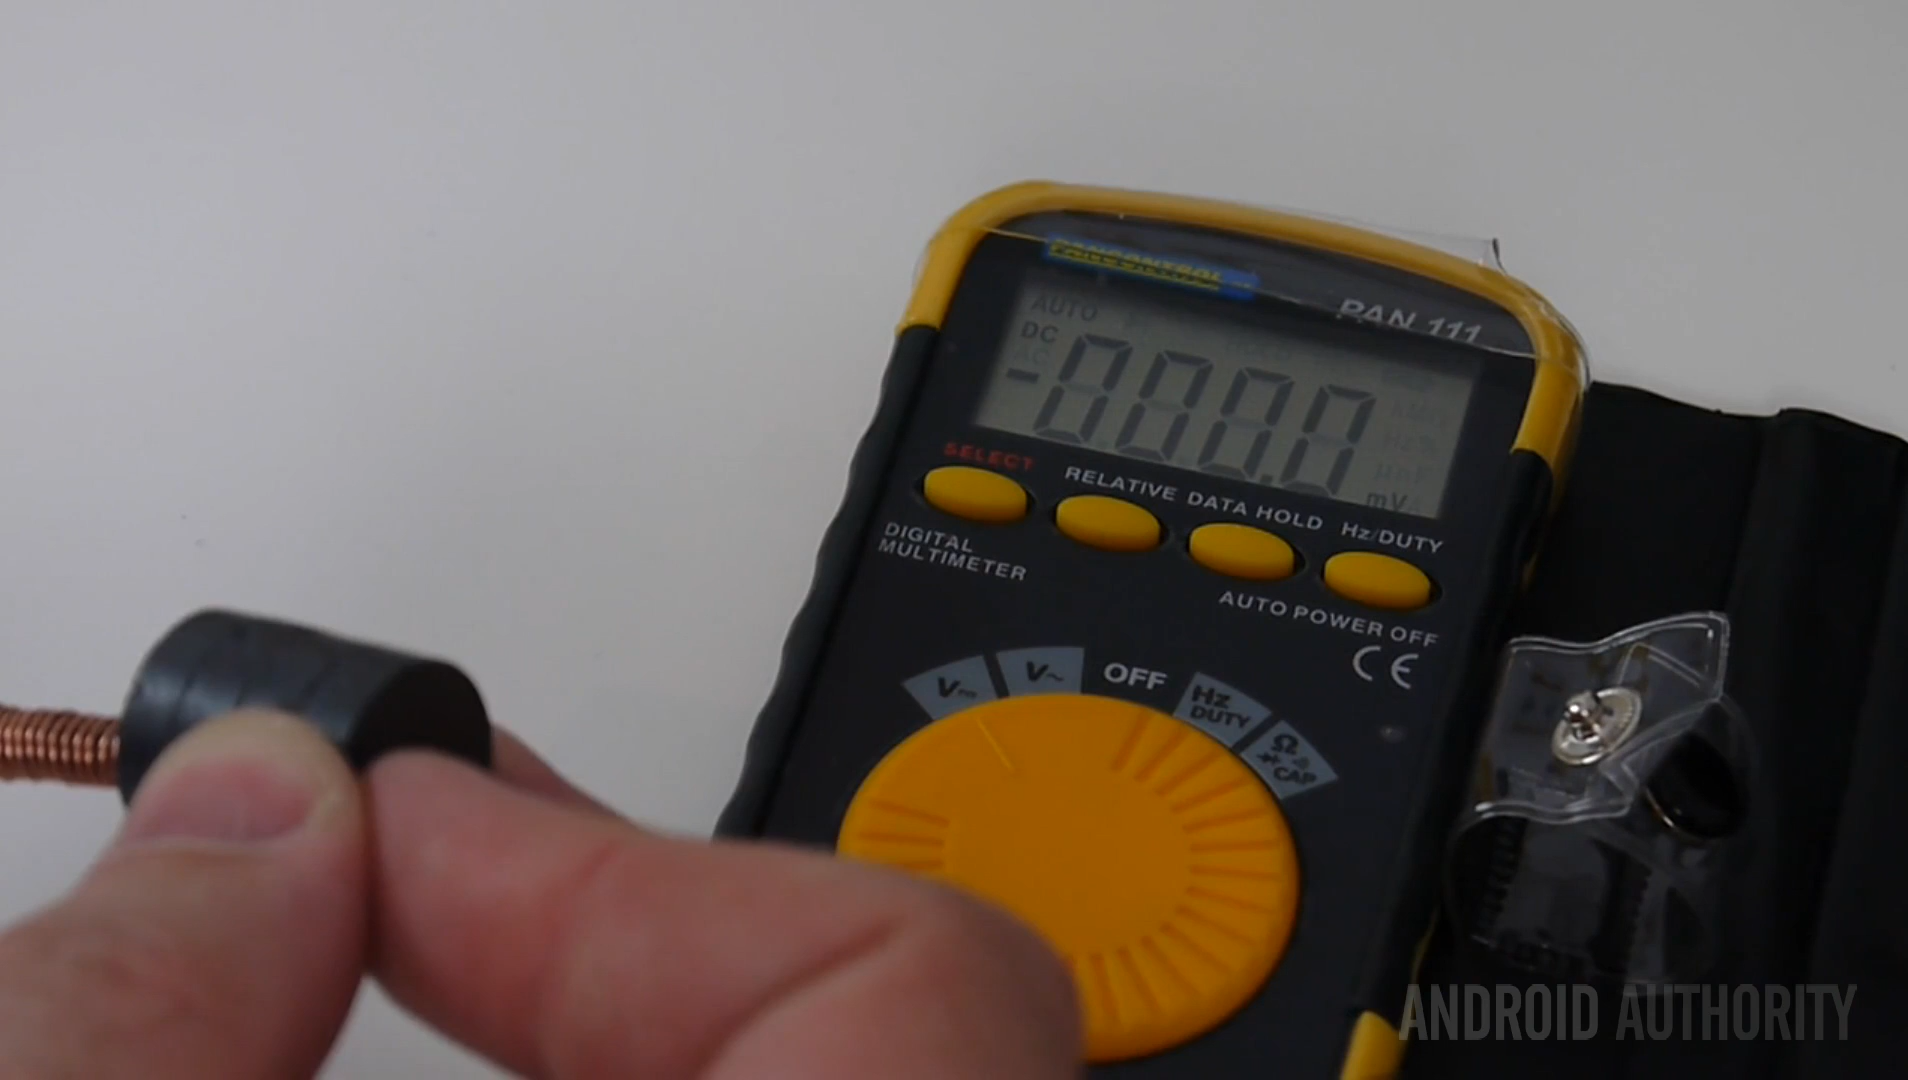 PANCONTROL
PAN 111
AUTO
DC
-000.0
mV
SELECT
RELATIVE
DATA HOLD
Hz/DUTY
DIGITAL
MULTIMETER
AUTO POWER OFF
CE
V⎓
V~
OFF
Hz
DUTY
Ω
CAP
ANDROID AUTHORITY